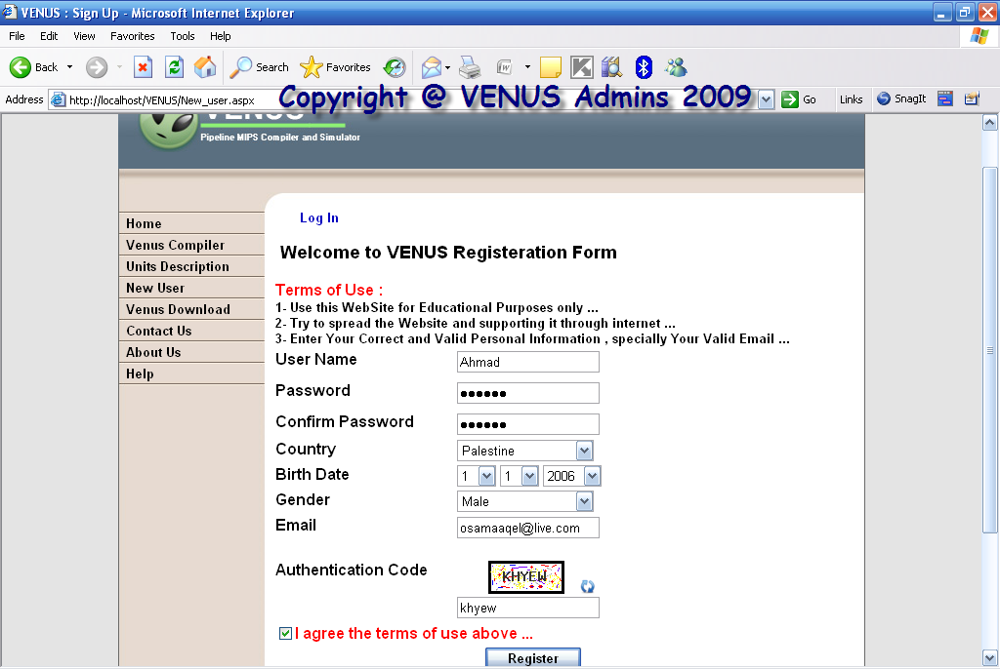 VENUS : Sign Up - Microsoft Internet Explorer
File Edit View Favorites Tools Help
Back Search Favorites
Address http://localhost/VENUS/New_user.aspx Go Links SnagIt
Copyright @ VENUS Admins 2009
VENUS
Pipeline MIPS Compiler and Simulator
Home
Venus Compiler
Units Description
New User
Venus Download
Contact Us
About Us
Help
Log In
Welcome to VENUS Registeration Form
Terms of Use :
1- Use this WebSite for Educational Purposes only ...
2- Try to spread the Website and supporting it through internet ...
3- Enter Your Correct and Valid Personal Information , specially Your Valid Email ...
User Name Ahmad
Password ●●●●●●
Confirm Password ●●●●●●
Country Palestine
Birth Date 1 1 2006
Gender Male
Email osamaaqel@live.com
Authentication Code KHYEW
khyew
I agree the terms of use above ...
Register